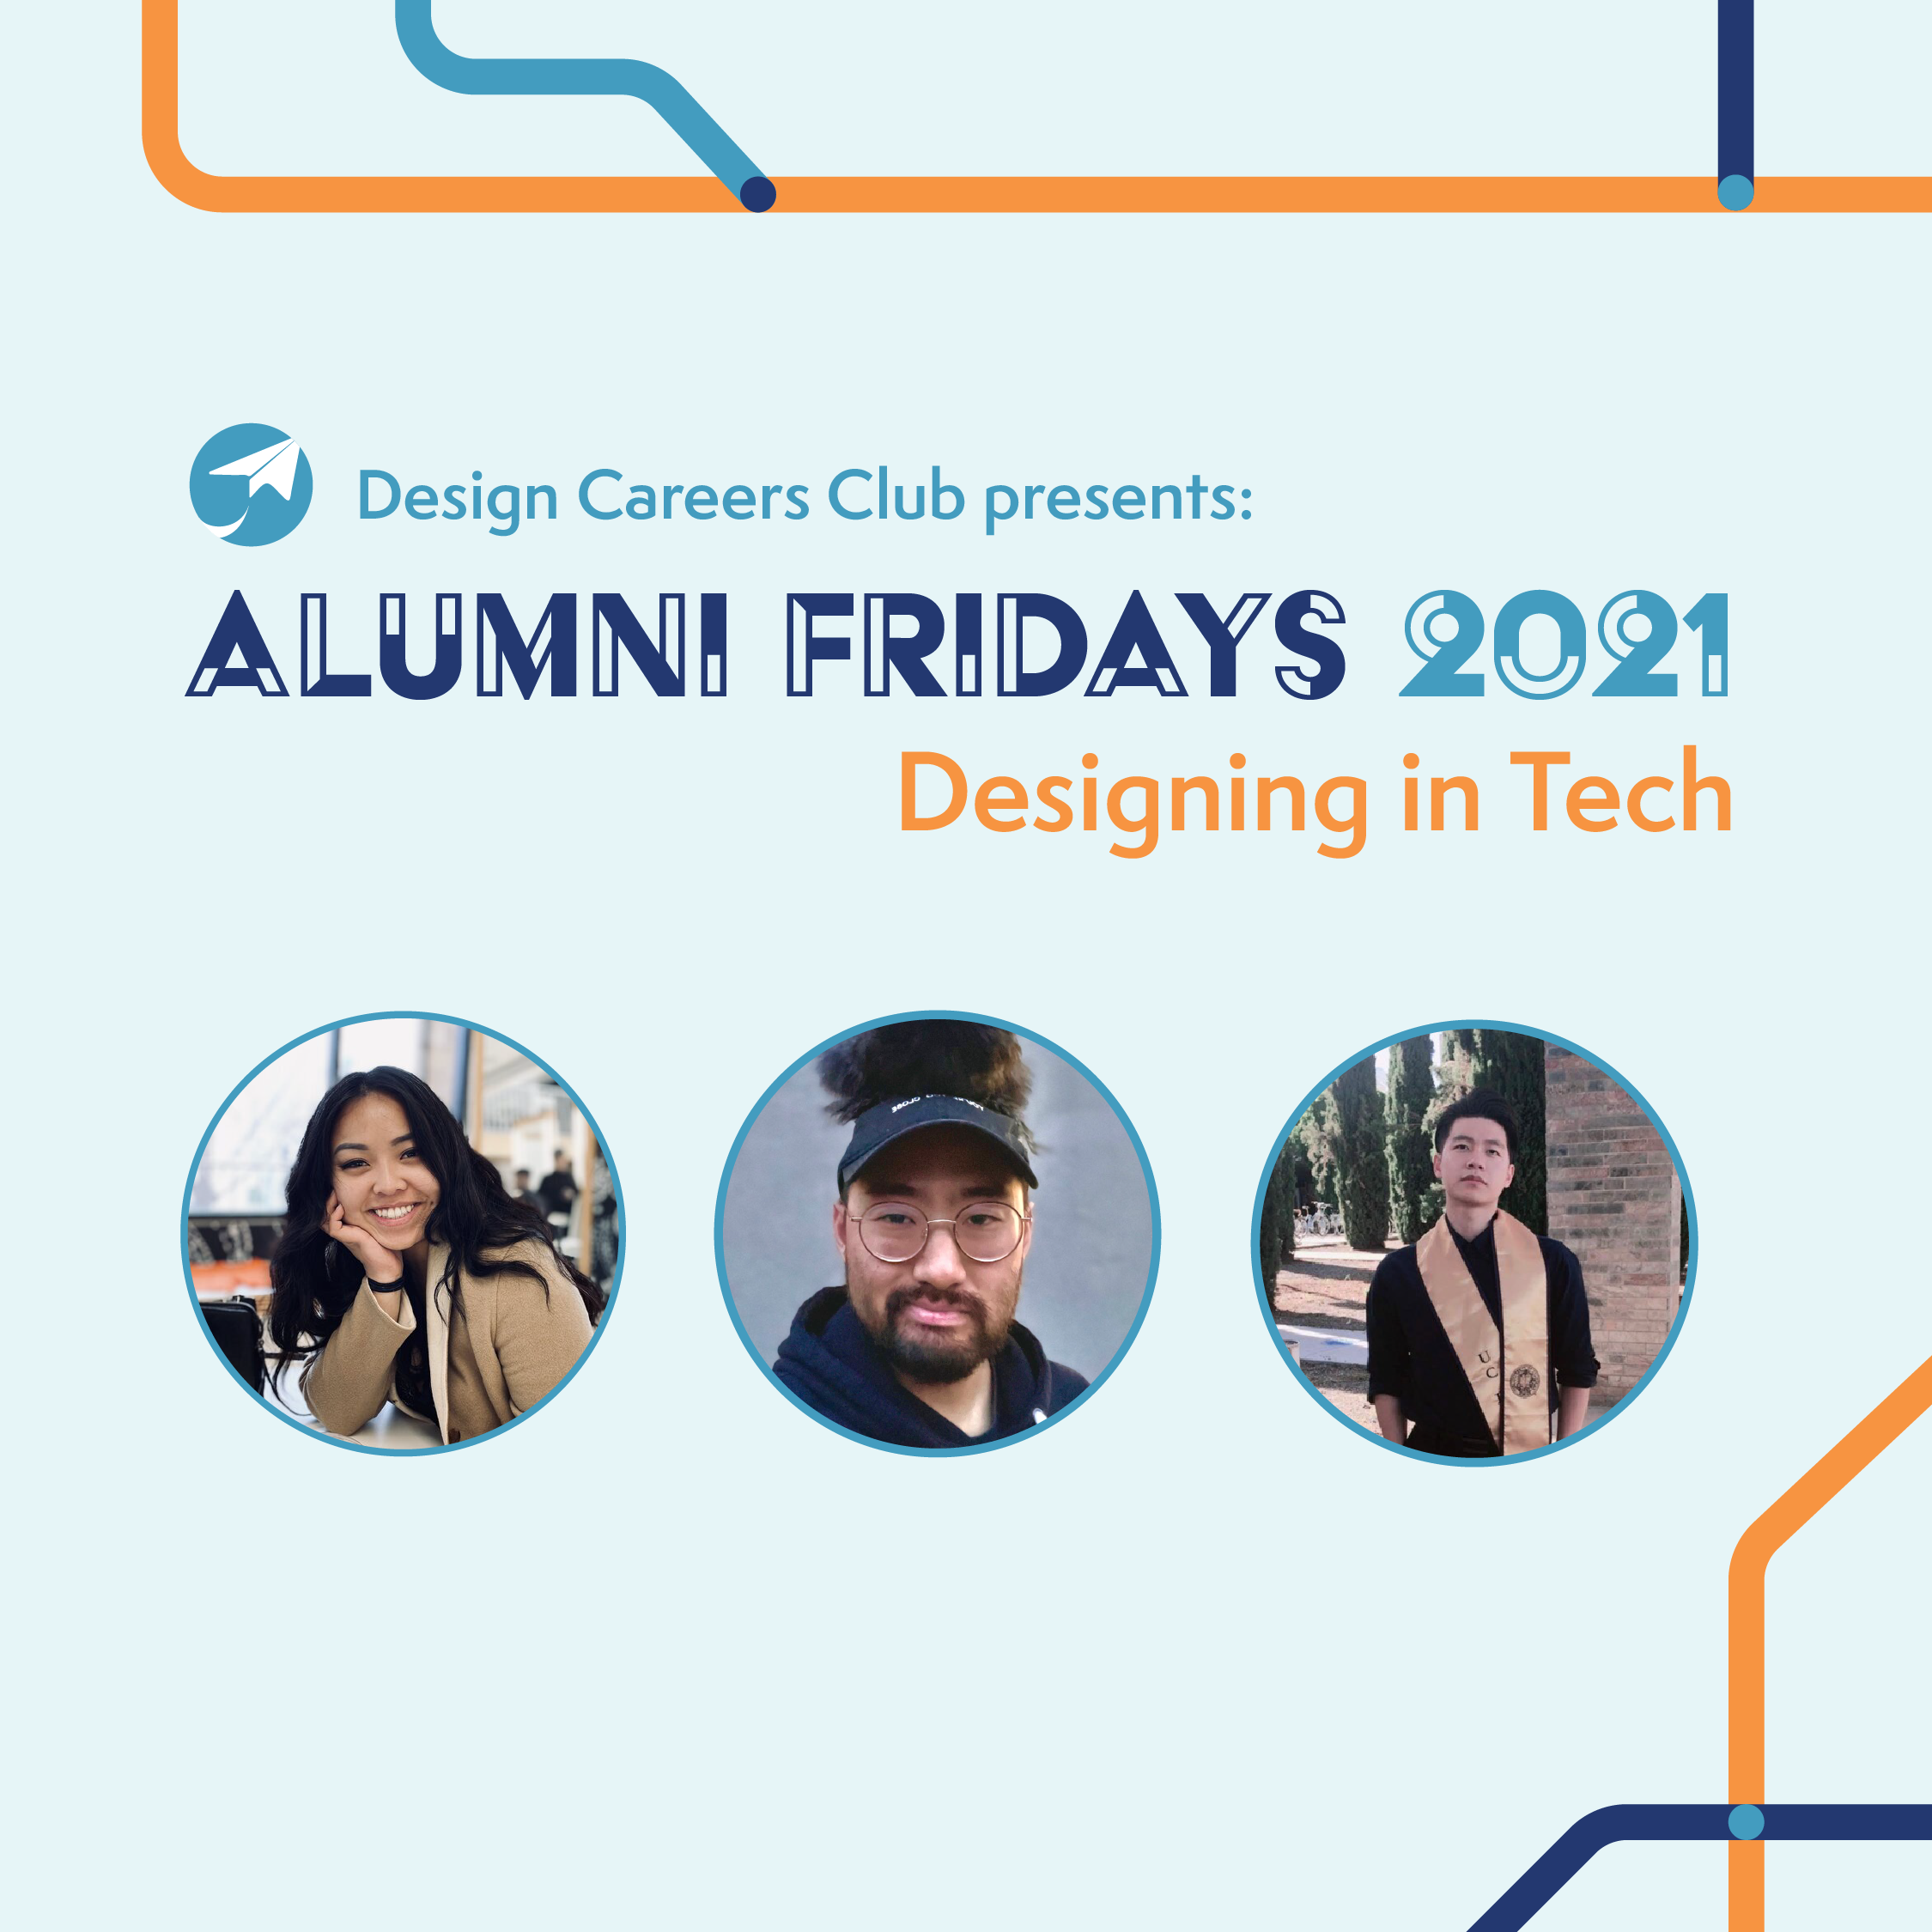 Design Careers Club presents:
ALUMNI FRIDAYS 2021
Designing in Tech
U
C